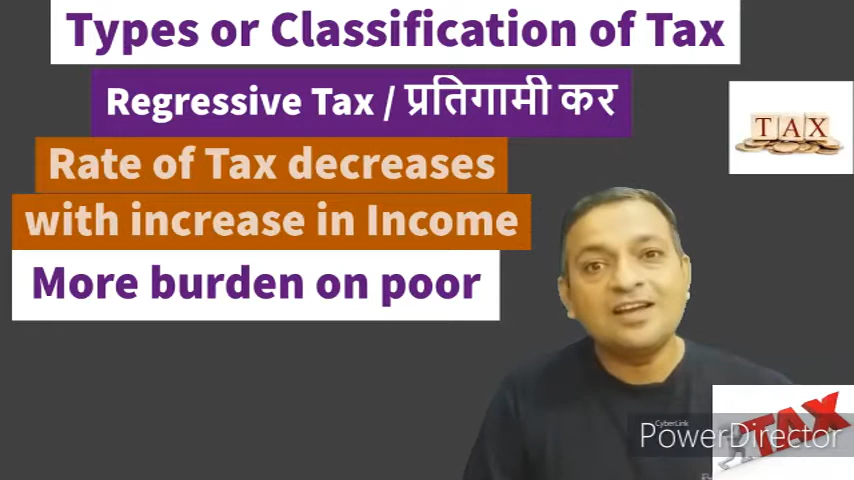 Types or Classification of Tax
Regressive Tax / प्रतिगामी कर
TAX
Rate of Tax decreases
with increase in Income
More burden on poor
TAX
CyberLink
PowerDirector